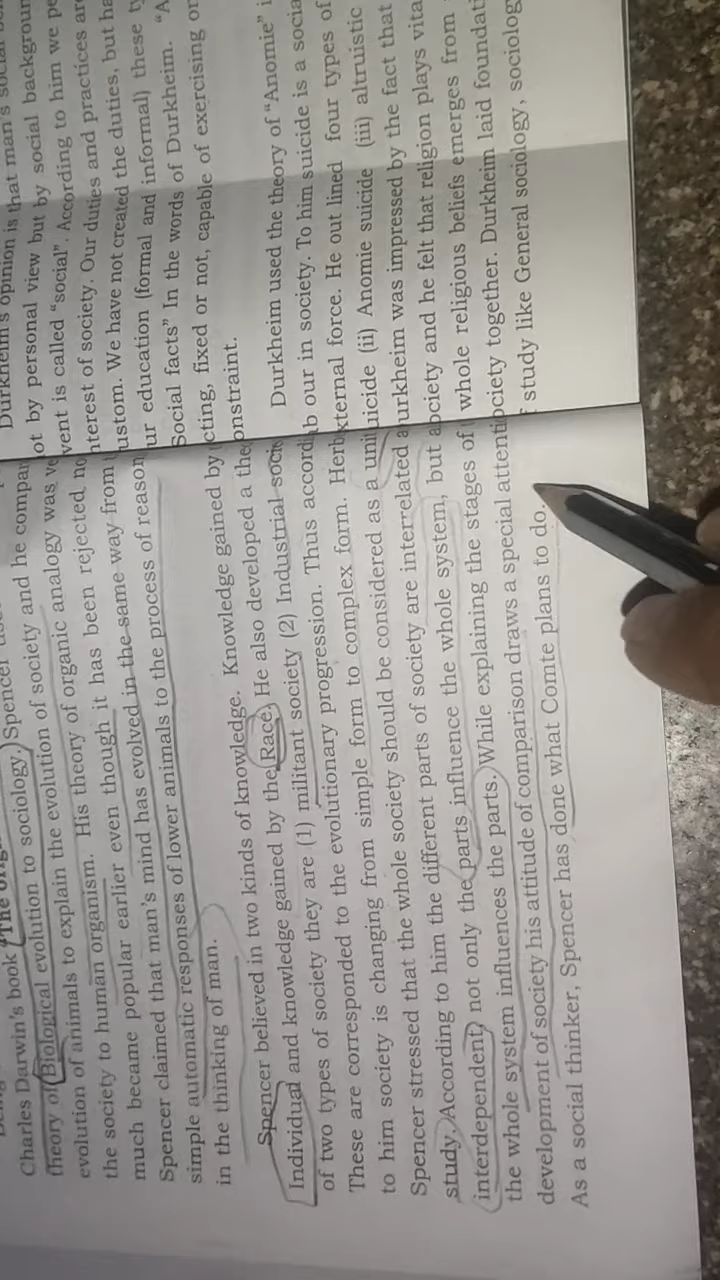 Charles Darwin's book "The Spencer
theory of Biological evolution to sociology.) Spencer
evolution of animals to explain the evolution of society and he compar
the society to human organism. His theory of organic analogy was
much became popular earlier even though it has been rejected
Spencer claimed that man's mind has evolved in the same way from
simple automatic responses of lower animals to the process of reason
in the thinking of man.
Spencer believed in two kinds of knowledge. Knowledge gained by
Individual and knowledge gained by the Race. He also developed a
of two types of society they are (1) militant society (2) Industrial
These are corresponded to the evolutionary progression. Thus accord
to him society is changing from simple form to complex form. Her
Spencer stressed that the whole society should be considered as a
study. According to him the different parts of society are interrelated
interdependent, not only the parts influence the whole system, but
the whole system influences the parts. While explaining the stages of
development of society his attitude of comparison draws a special
As a social thinker, Spencer has done what Comte plans to do.
Durkheim's opinion is that man's social
ot by personal view but by social backgroun
vent is called "social". According to him we pe
nterest of society. Our duties and practices ar
ustom. We have not created the duties, but ha
ur education (formal and informal) these
Social facts" In the words of Durkheim. "A
cting, fixed or not, capable of exercising
onstraint.
Durkheim used the theory of "Anomie" i
b our in society. To him suicide is a socia
xternal force. He out lined four types of
uicide (ii) Anomie suicide (iii) altruistic
urkheim was impressed by the fact that
ociety and he felt that religion plays vita
whole religious beliefs emerges from
ociety together. Durkheim laid foundati
f study like General sociology, sociology